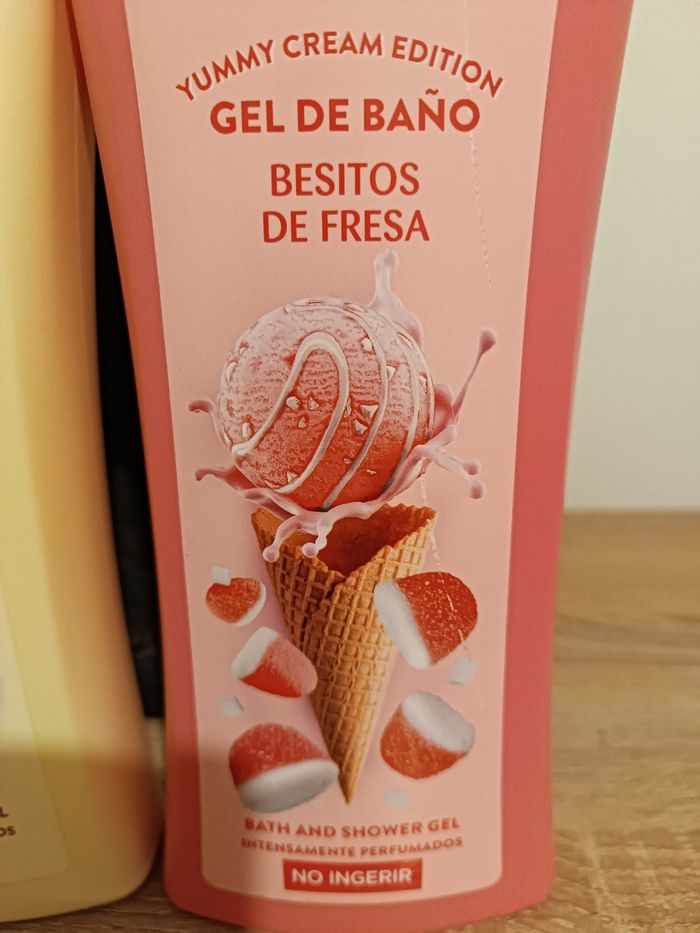 YUMMY CREAM EDITION
GEL DE BAÑO
BESITOS
DE FRESA
BATH AND SHOWER GEL
INTENSAMENTE PERFUMADOS
NO INGERIR